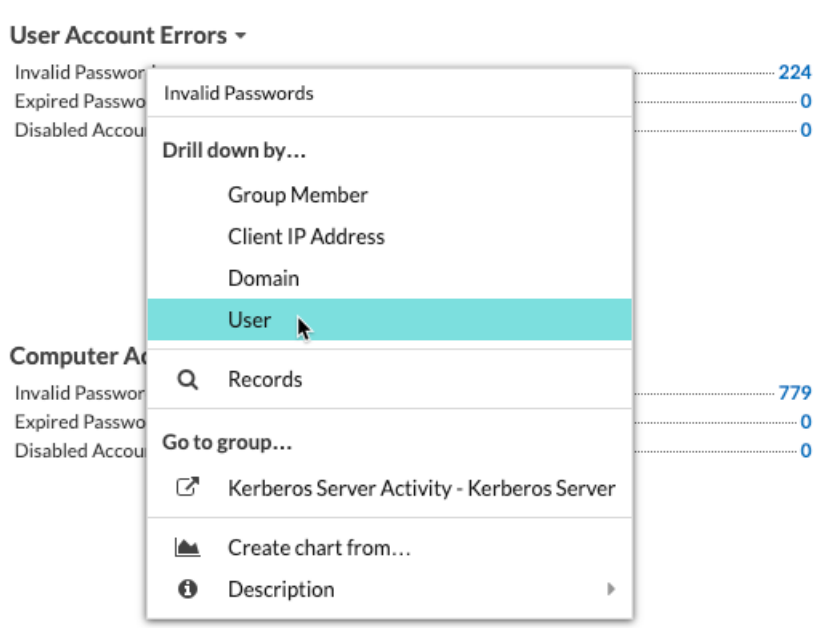 User Account Errors
Invalid Passwor 224
Expired Passwo 0
Disabled Accou 0
Invalid Passwords
Drill down by...
Group Member
Client IP Address
Domain
User
Computer Ac
Records
Invalid Passwor 779
Expired Passwo 0
Disabled Accou 0
Go to group...
Kerberos Server Activity - Kerberos Server
Create chart from...
Description